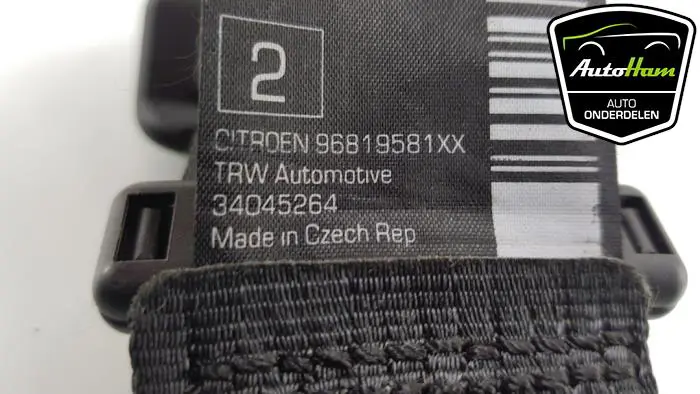 2
CITROEN 96819581XX
TRW Automotive
34045264
Made in Czech Rep
AutoHam
AUTO
ONDERDELEN